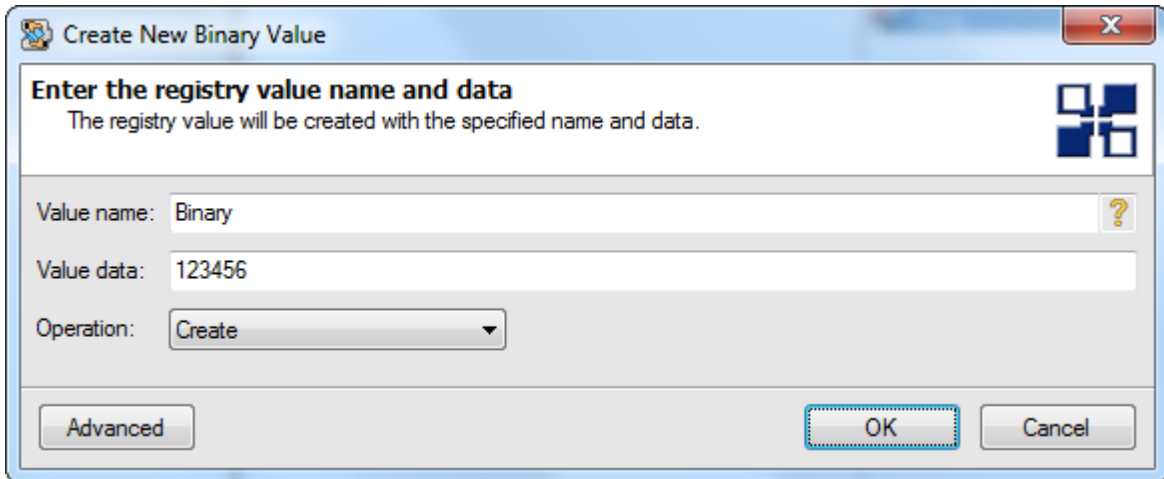 Create New Binary Value
Enter the registry value name and data
The registry value will be created with the specified name and data.
Value name: Binary ?
Value data: 123456
Operation: Create
Advanced OK Cancel